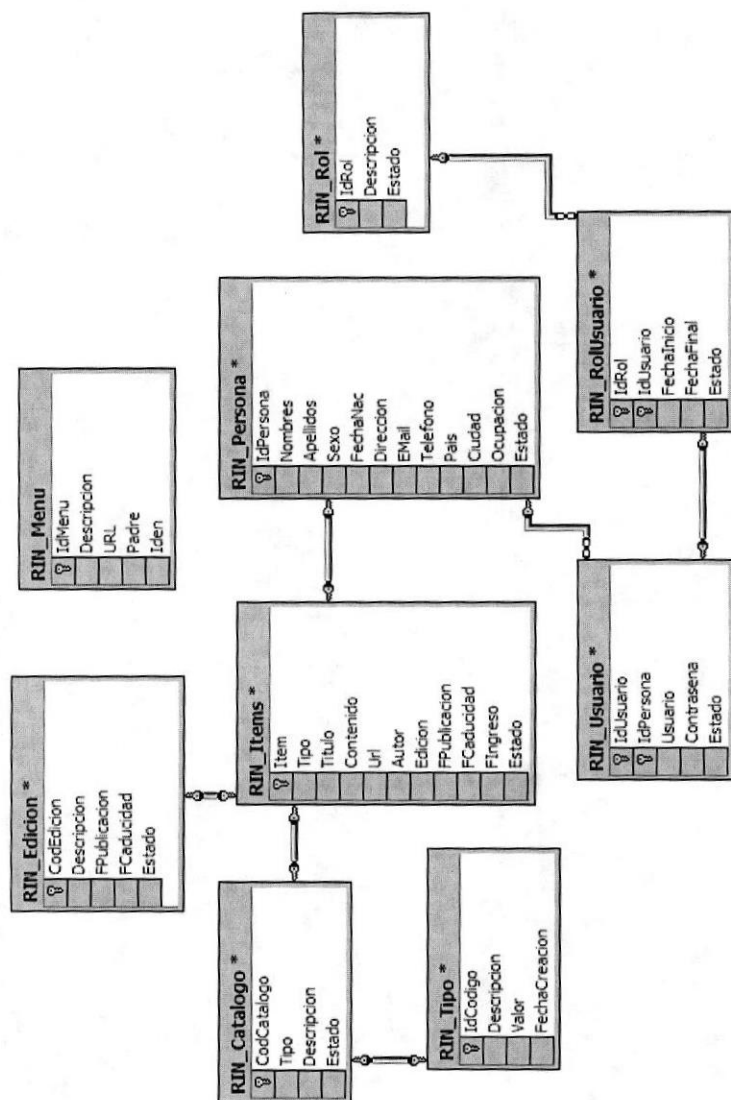 RIN_Edicion *
CodEdicion
Descripcion
FPublicacion
FCaducidad
Estado
RIN_Menu
IdMenu
Descripcion
URL
Padre
Iden
RIN_Catalogo *
CodCatalogo
Tipo
Descripcion
Estado
RIN_Items *
Item
Tipo
Titulo
Contenido
Url
Autor
Edicion
FPublicacion
FCaducidad
FIngreso
Estado
RIN_Persona *
IdPersona
Nombres
Apellidos
Sexo
FechaNac
Direccion
EMail
Telefono
Pais
Ciudad
Ocupacion
Estado
RIN_Rol *
IdRol
Descripcion
Estado
RIN_Tipo *
IdCodigo
Descripcion
Valor
FechaCreacion
RIN_Usuario *
IdUsuario
IdPersona
Usuario
Contrasena
Estado
RIN_RolUsuario *
IdRol
IdUsuario
FechaInicio
FechaFinal
Estado